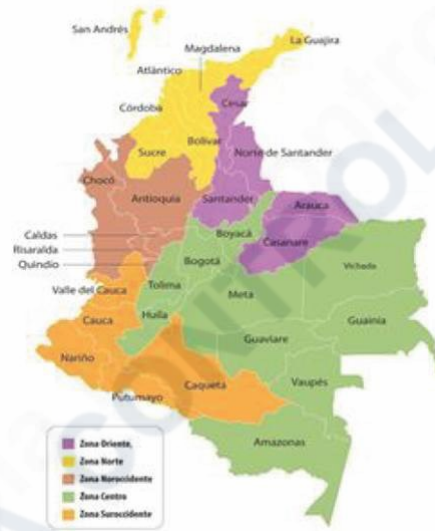 San Andrés
La Guajira
Magdalena
Atlántico
Cesar
Córdoba
Bolívar
Sucre
Norte de Santander
Chocó
Antioquia
Santander
Arauca
Caldas
Boyacá
Risaralda
Casanare
Quindio
Bogotá
Vichada
Valle del Cauca
Tolima
Meta
Cauca
Huila
Guainía
Guaviare
Nariño
Caqueta
Vaupés
Putumayo
Amazonas
Zona Oriente,
Zona Norte
Zona Noroccidente
Zona Centro
Zona Suroccidente